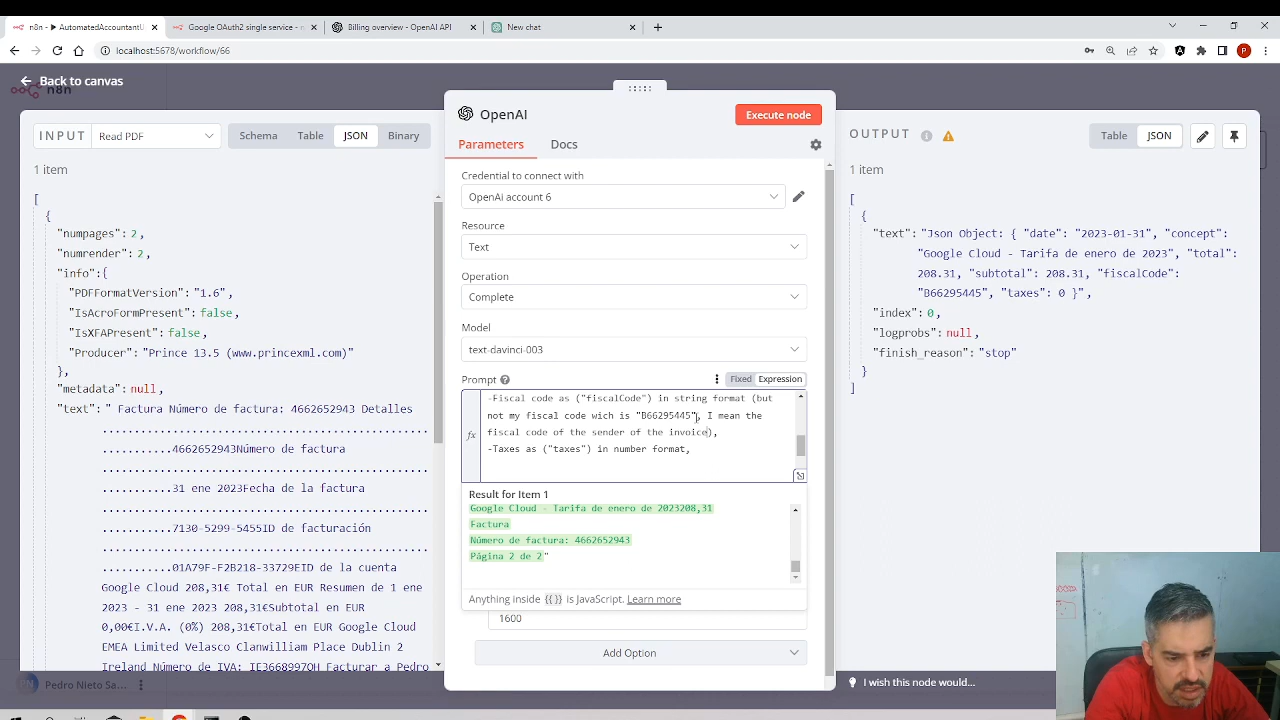 n8n - ▶ AutomatedAccountantU
Google OAuth2 single service - n
Billing overview - OpenAI API
New chat
localhost:5678/workflow/66
Back to canvas
n8n
INPUT
Read PDF
Schema
Table
JSON
Binary
1 item
[
{
"numpages": 2,
"numrender": 2,
"info":{
"PDFFormatVersion": "1.6",
"IsAcroFormPresent": false,
"IsXFAPresent": false,
"Producer": "Prince 13.5 (www.princexml.com)"
},
"metadata": null,
"text": " Factura Número de factura: 4662652943 Detalles
..........................................
...........4662652943Número de factura
..........................................
...........31 ene 2023Fecha de la factura
..........................................
...........7130-5299-5455ID de facturación
..........................................
...........01A79F-F2B218-33729EID de la cuenta
Google Cloud 208,31€ Total en EUR Resumen de 1 ene
2023 - 31 ene 2023 208,31€Subtotal en EUR
0,00€I.V.A. (0%) 208,31€Total en EUR Google Cloud
EMEA Limited Velasco Clanwilliam Place Dublin 2
Ireland Número de IVA: IE3668997OH Facturar a Pedro
PN
Pedro Nieto Sa...
OpenAI
Execute node
Parameters
Docs
Credential to connect with
OpenAi account 6
Resource
Text
Operation
Complete
Model
text-davinci-003
Prompt
Fixed
Expression
fx
-Fiscal code as ("fiscalCode") in string format (but
not my fiscal code wich is "B66295445", I mean the
fiscal code of the sender of the invoice),
-Taxes as ("taxes") in number format,
Result for Item 1
Google Cloud - Tarifa de enero de 2023208,31
Factura
Número de factura: 4662652943
Página 2 de 2"
Anything inside {{}} is JavaScript. Learn more
1600
Add Option
OUTPUT
Table
JSON
1 item
[
{
"text": "Json Object: { "date": "2023-01-31", "concept":
"Google Cloud - Tarifa de enero de 2023", "total":
208.31, "subtotal": 208.31, "fiscalCode":
"B66295445", "taxes": 0 }",
"index": 0,
"logprobs": null,
"finish_reason": "stop"
}
]
I wish this node would...